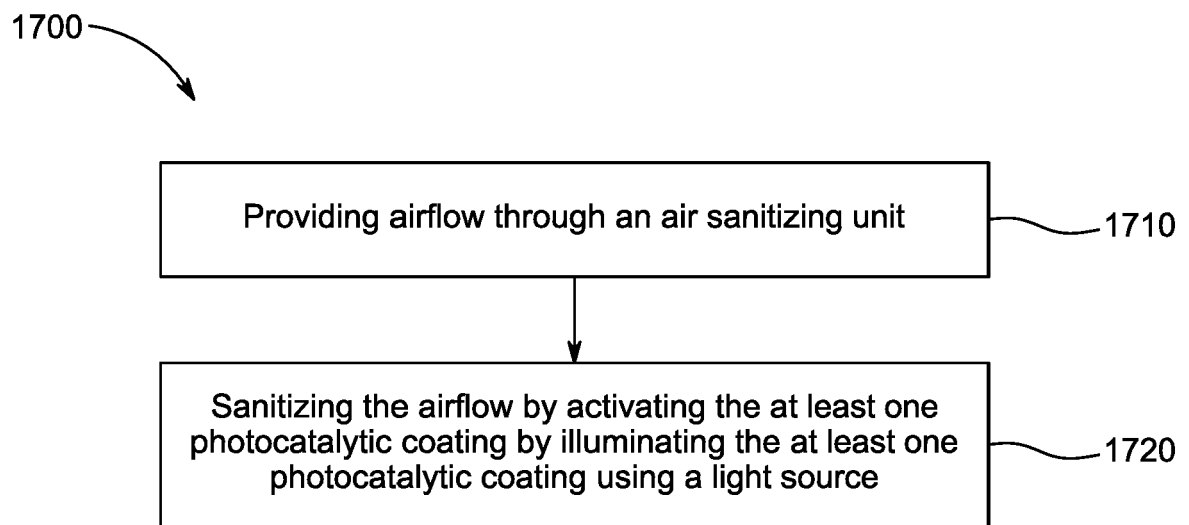 1700
Providing airflow through an air sanitizing unit
1710
Sanitizing the airflow by activating the at least one
photocatalytic coating by illuminating the at least one
photocatalytic coating using a light source
1720